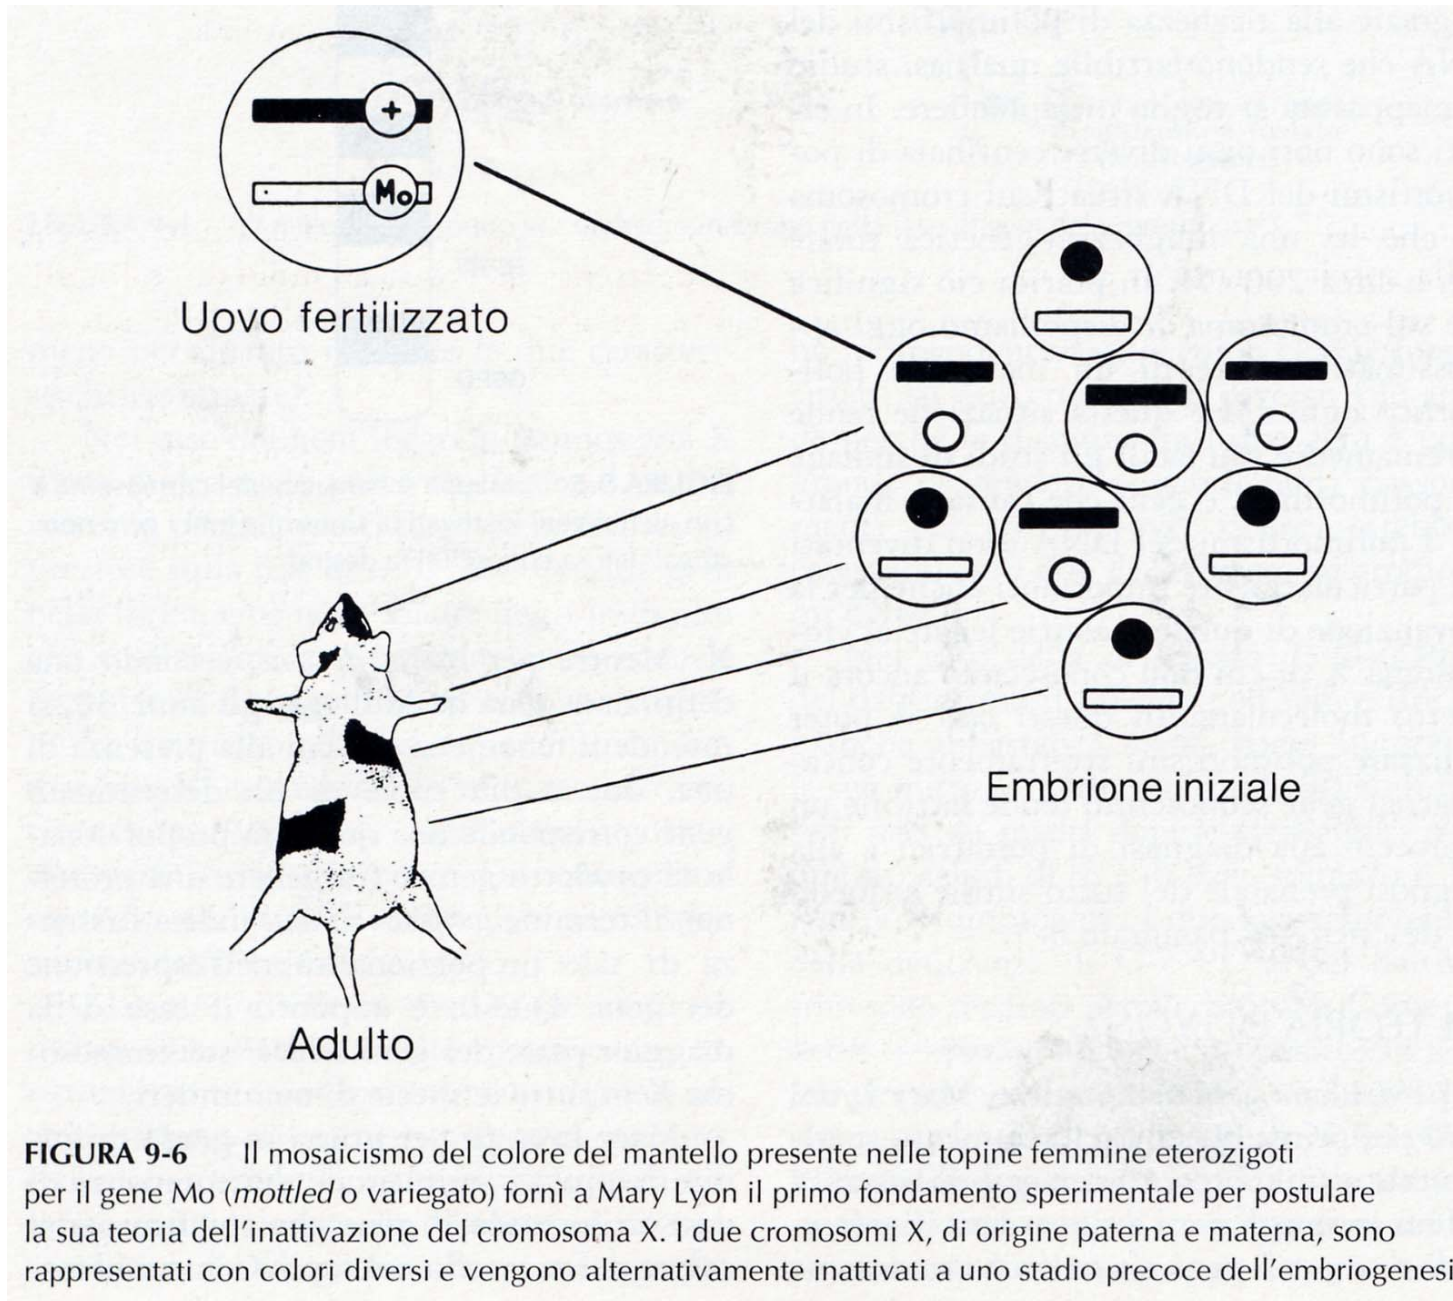 +
Mo
Uovo fertilizzato
Embrione iniziale
Adulto
FIGURA 9-6 Il mosaicismo del colore del mantello presente nelle topine femmine eterozigoti
per il gene Mo (mottled o variegato) fornì a Mary Lyon il primo fondamento sperimentale per postulare
la sua teoria dell'inattivazione del cromosoma X. I due cromosomi X, di origine paterna e materna, sono
rappresentati con colori diversi e vengono alternativamente inattivati a uno stadio precoce dell'embriogenesi